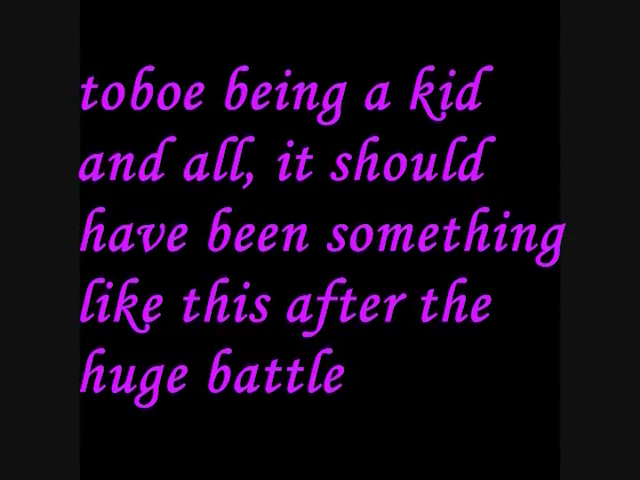 toboe being a kid
and all, it should
have been something
like this after the
huge battle